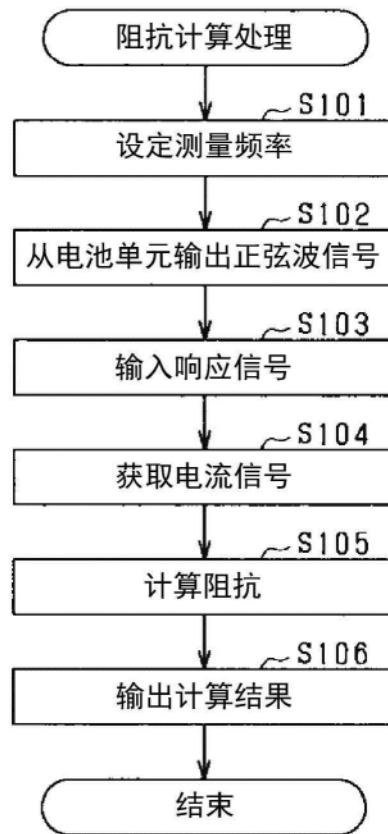 阻抗计算处理
S101
设定测量频率
S102
从电池单元输出正弦波信号
S103
输入响应信号
S104
获取电流信号
S105
计算阻抗
S106
输出计算结果
结束